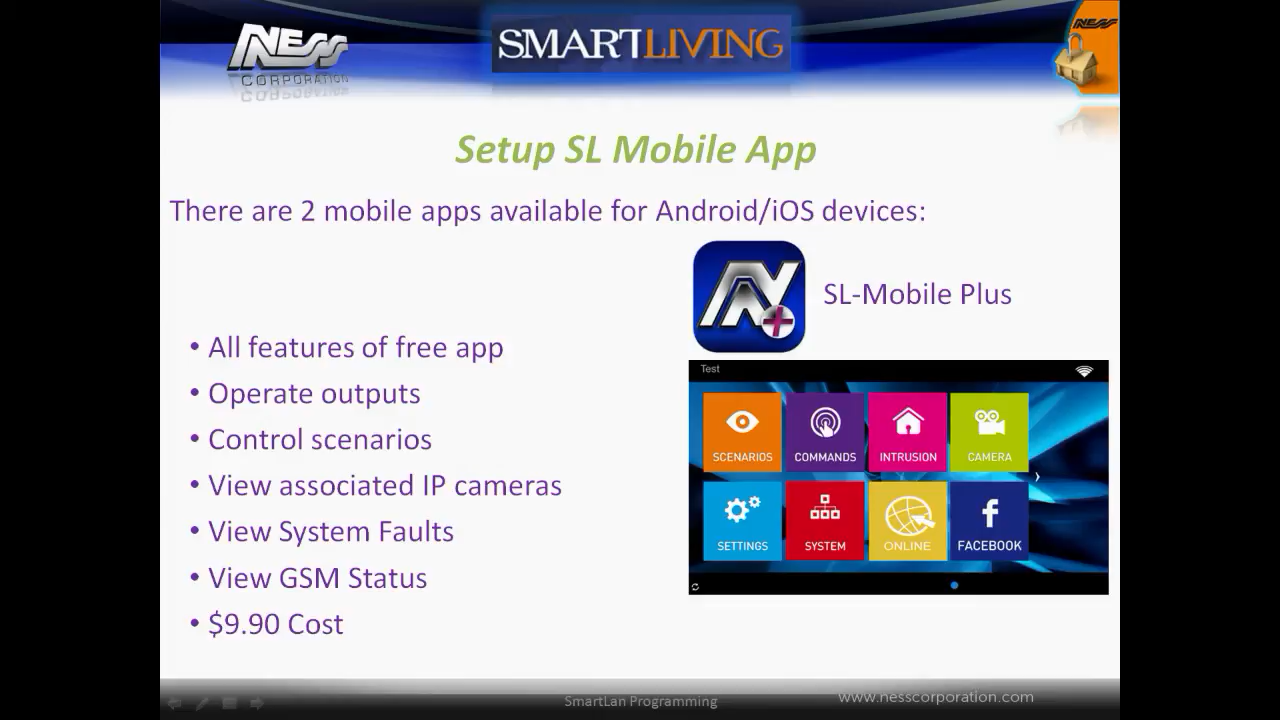 NESS
CORPORATION
SMARTLIVING
NESS
Setup SL Mobile App
There are 2 mobile apps available for Android/iOS devices:
SL-Mobile Plus
• All features of free app
• Operate outputs
• Control scenarios
• View associated IP cameras
• View System Faults
• View GSM Status
• $9.90 Cost
Test
SCENARIOS
COMMANDS
INTRUSION
CAMERA
SETTINGS
SYSTEM
ONLINE
FACEBOOK
SmartLan Programming
www.nesscorporation.com